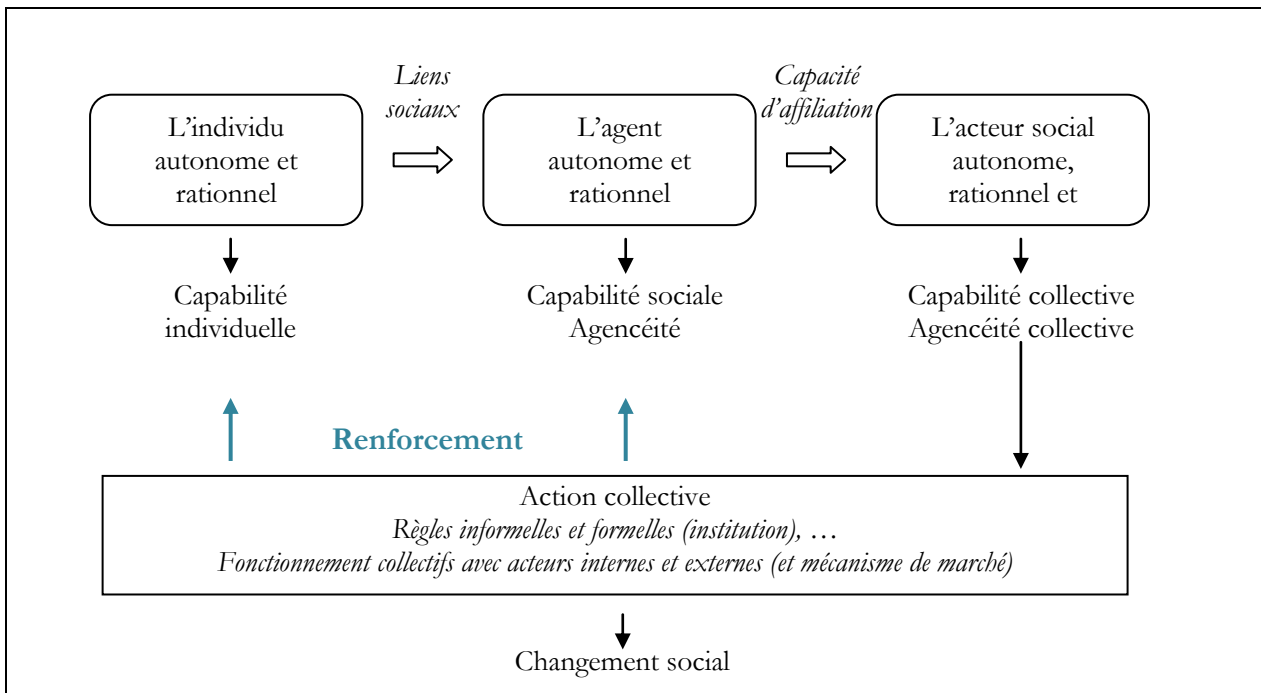 Liens
sociaux
Capacité
d'affiliation
L'individu
autonome et
rationnel
L'agent
autonome et
rationnel
L'acteur social
autonome,
rationnel et
Capabilité
individuelle
Capabilité sociale
Agencéité
Capabilité collective
Agencéité collective
Renforcement
Action collective
Règles informelles et formelles (institution), …
Fonctionnement collectifs avec acteurs internes et externes (et mécanisme de marché)
Changement social